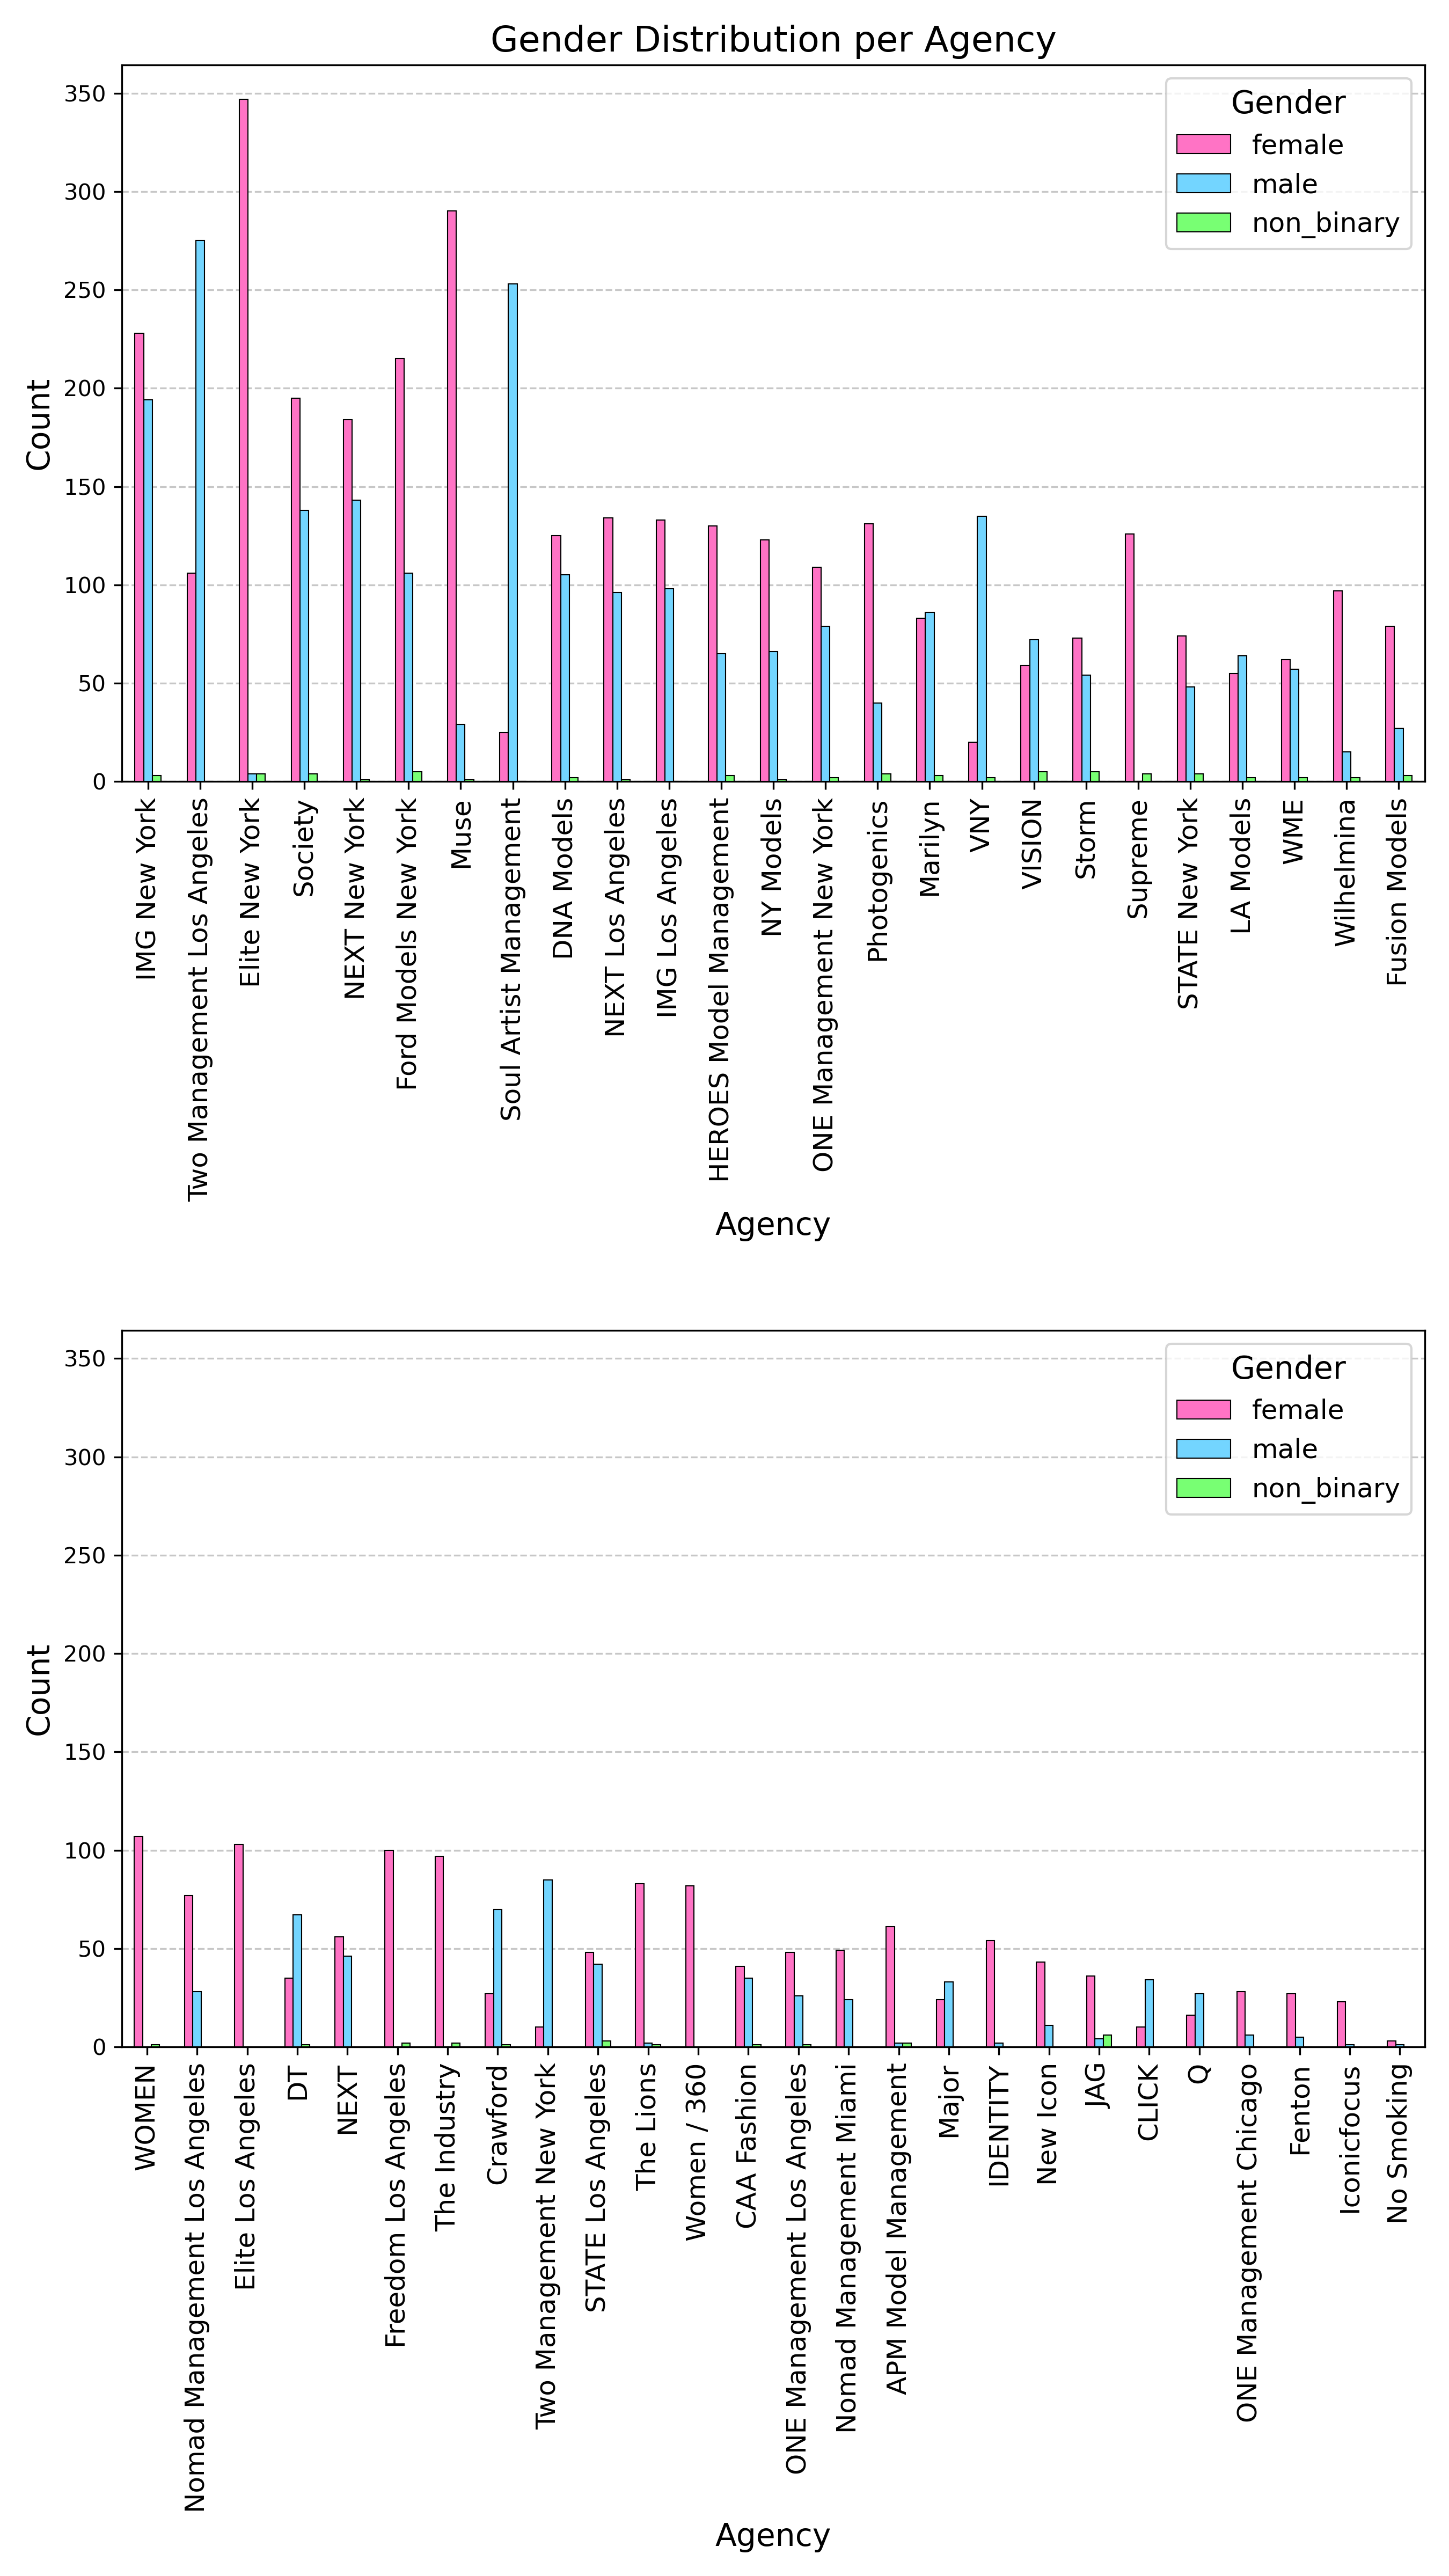 Gender Distribution per Agency
Count
350
300
250
200
150
100
50
0
Gender
female
male
non_binary
IMG New York
Two Management Los Angeles
Elite New York
Society
NEXT New York
Ford Models New York
Muse
Soul Artist Management
DNA Models
NEXT Los Angeles
IMG Los Angeles
HEROES Model Management
NY Models
ONE Management New York
Photogenics
Marilyn
VNY
VISION
Storm
Supreme
STATE New York
LA Models
WME
Wilhelmina
Fusion Models
Agency
Count
350
300
250
200
150
100
50
0
Gender
female
male
non_binary
WOMEN
Nomad Management Los Angeles
Elite Los Angeles
DT
NEXT
Freedom Los Angeles
The Industry
Crawford
Two Management New York
STATE Los Angeles
The Lions
Women / 360
CAA Fashion
ONE Management Los Angeles
Nomad Management Miami
APM Model Management
Major
IDENTITY
New Icon
JAG
CLICK
Q
ONE Management Chicago
Fenton
Iconicfocus
No Smoking
Agency